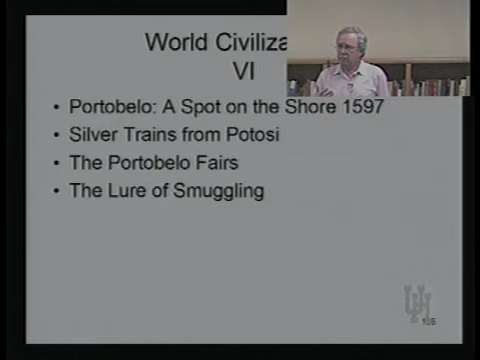 World Civiliza
VI
• Portobelo: A Spot on the Shore 1597
• Silver Trains from Potosi
• The Portobelo Fairs
• The Lure of Smuggling
UH